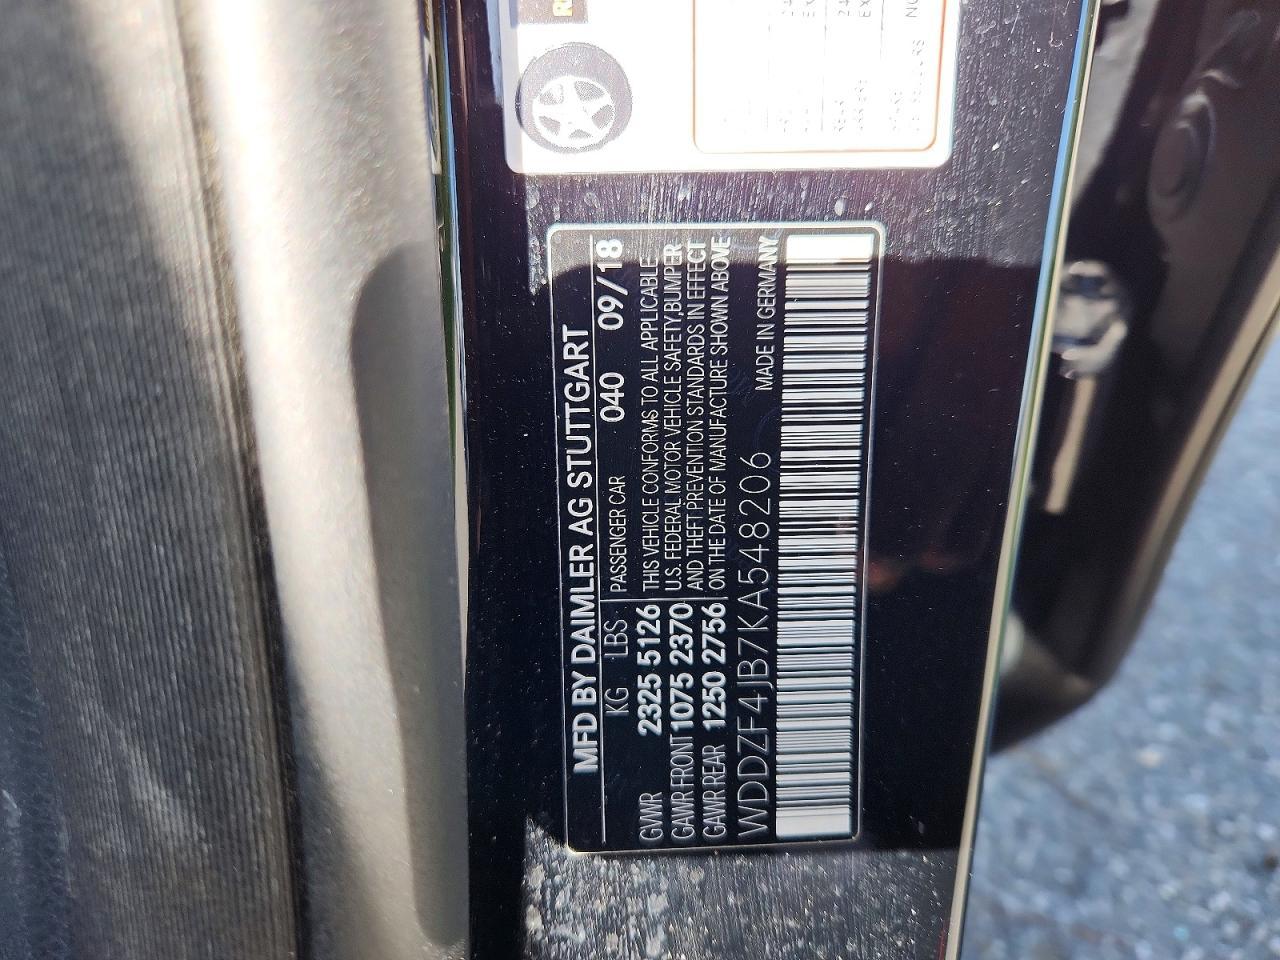 MFD BY DAIMLER AG STUTTGART
KG LBS PASSENGER CAR 040 09/18
GVWR 2325 5126
GAWR FRONT 1075 2370
GAWR REAR 1250 2756
THIS VEHICLE CONFORMS TO ALL APPLICABLE
U.S. FEDERAL MOTOR VEHICLE SAFETY,BUMPER
AND THEFT PREVENTION STANDARDS IN EFFECT
ON THE DATE OF MANUFACTURE SHOWN ABOVE
WDDZF4JB7KA548206 MADE IN GERMANY